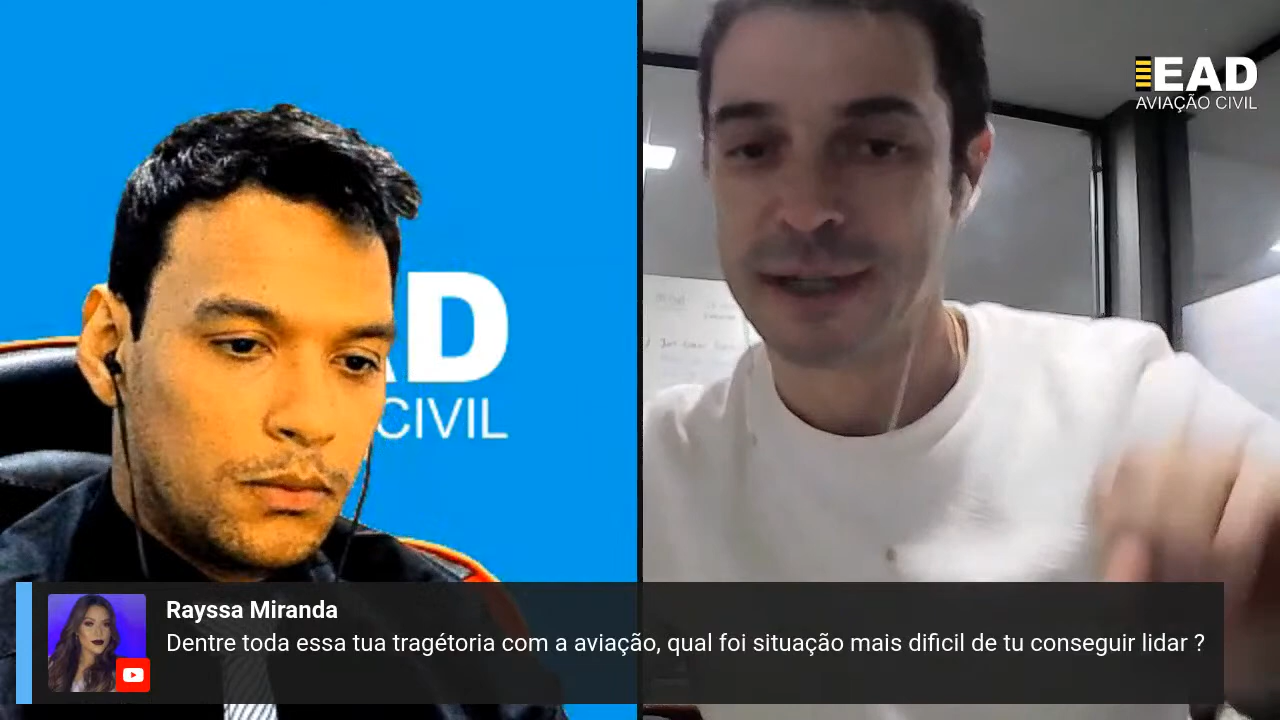 EAD
AVIAÇÃO CIVIL
AD
CIVIL
Rayssa Miranda
Dentre toda essa tua tragétoria com a aviação, qual foi situação mais dificil de tu conseguir lidar ?